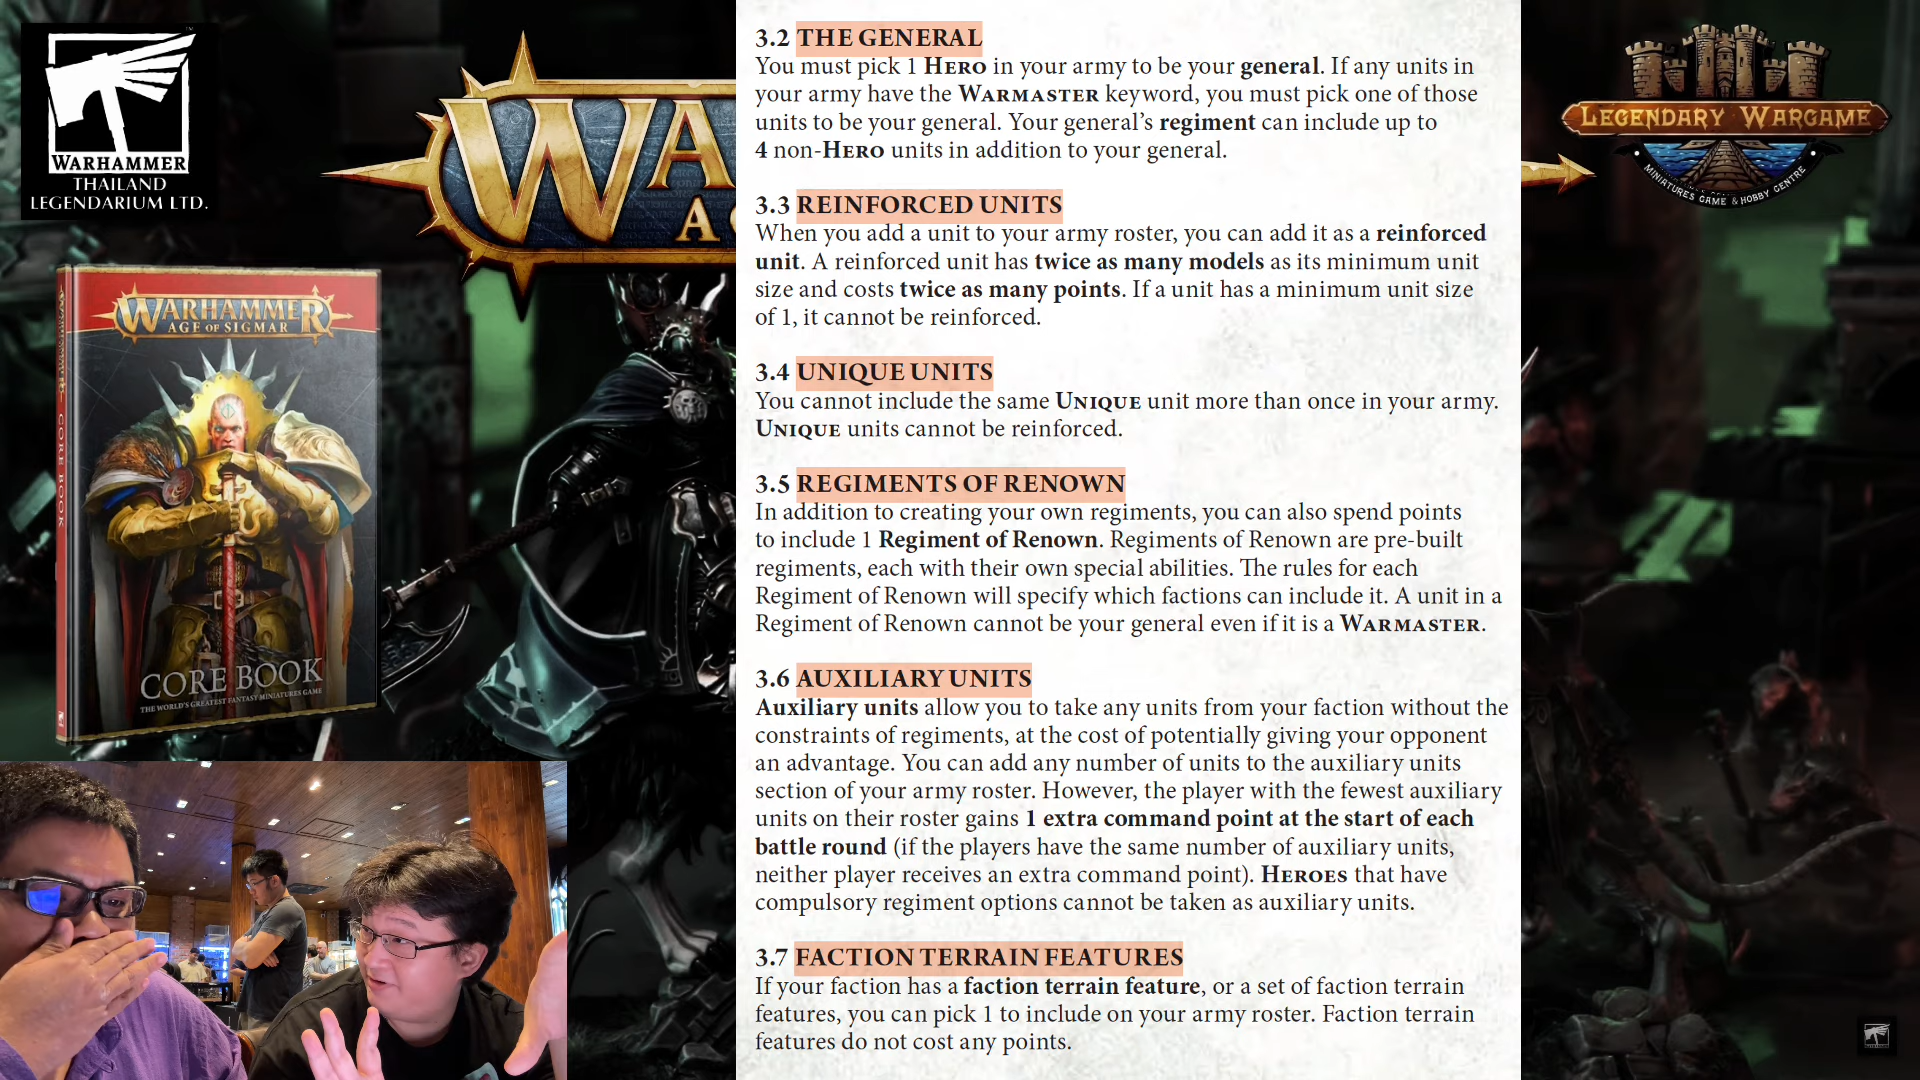 WARHAMMER
THAILAND
LEGENDARIUM LTD.
WA
WARHAMMER
AGE OF SIGMAR
CORE BOOK
CORE BOOK
THE WORLD'S GREATEST FANTASY MINIATURES GAME
3.2 THE GENERAL
You must pick 1 HERO in your army to be your general. If any units in
your army have the WARMASTER keyword, you must pick one of those
units to be your general. Your general's regiment can include up to
4 non-HERO units in addition to your general.
3.3 REINFORCED UNITS
When you add a unit to your army roster, you can add it as a reinforced
unit. A reinforced unit has twice as many models as its minimum unit
size and costs twice as many points. If a unit has a minimum unit size
of 1, it cannot be reinforced.
3.4 UNIQUE UNITS
You cannot include the same UNIQUE unit more than once in your army.
UNIQUE units cannot be reinforced.
3.5 REGIMENTS OF RENOWN
In addition to creating your own regiments, you can also spend points
to include 1 Regiment of Renown. Regiments of Renown are pre-built
regiments, each with their own special abilities. The rules for each
Regiment of Renown will specify which factions can include it. A unit in a
Regiment of Renown cannot be your general even if it is a WARMASTER.
3.6 AUXILIARY UNITS
Auxiliary units allow you to take any units from your faction without the
constraints of regiments, at the cost of potentially giving your opponent
an advantage. You can add any number of units to the auxiliary units
section of your army roster. However, the player with the fewest auxiliary
units on their roster gains 1 extra command point at the start of each
battle round (if the players have the same number of auxiliary units,
neither player receives an extra command point). HEROES that have
compulsory regiment options cannot be taken as auxiliary units.
3.7 FACTION TERRAIN FEATURES
If your faction has a faction terrain feature, or a set of faction terrain
features, you can pick 1 to include on your army roster. Faction terrain
features do not cost any points.
LEGENDARY WARGAME
MINIATURES GAME & HOBBY CENTRE